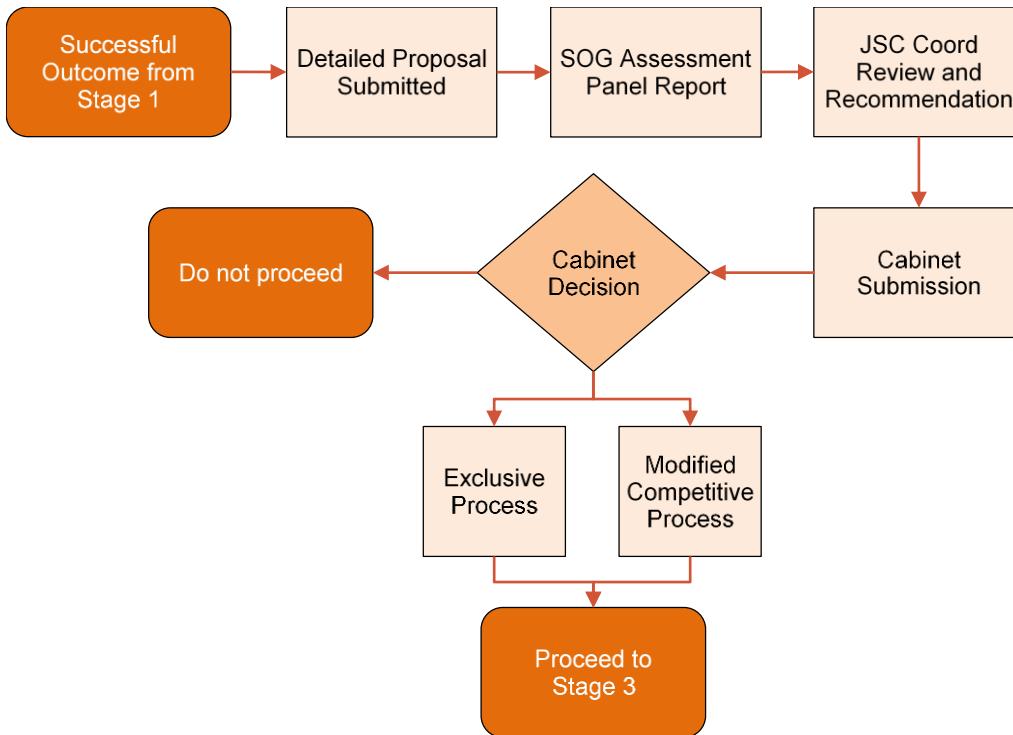 Successful
Outcome from
Stage 1
Detailed Proposal
Submitted
SOG Assessment
Panel Report
JSC Coord
Review and
Recommendation
Cabinet
Submission
Cabinet
Decision
Do not proceed
Exclusive
Process
Modified
Competitive
Process
Proceed to
Stage 3